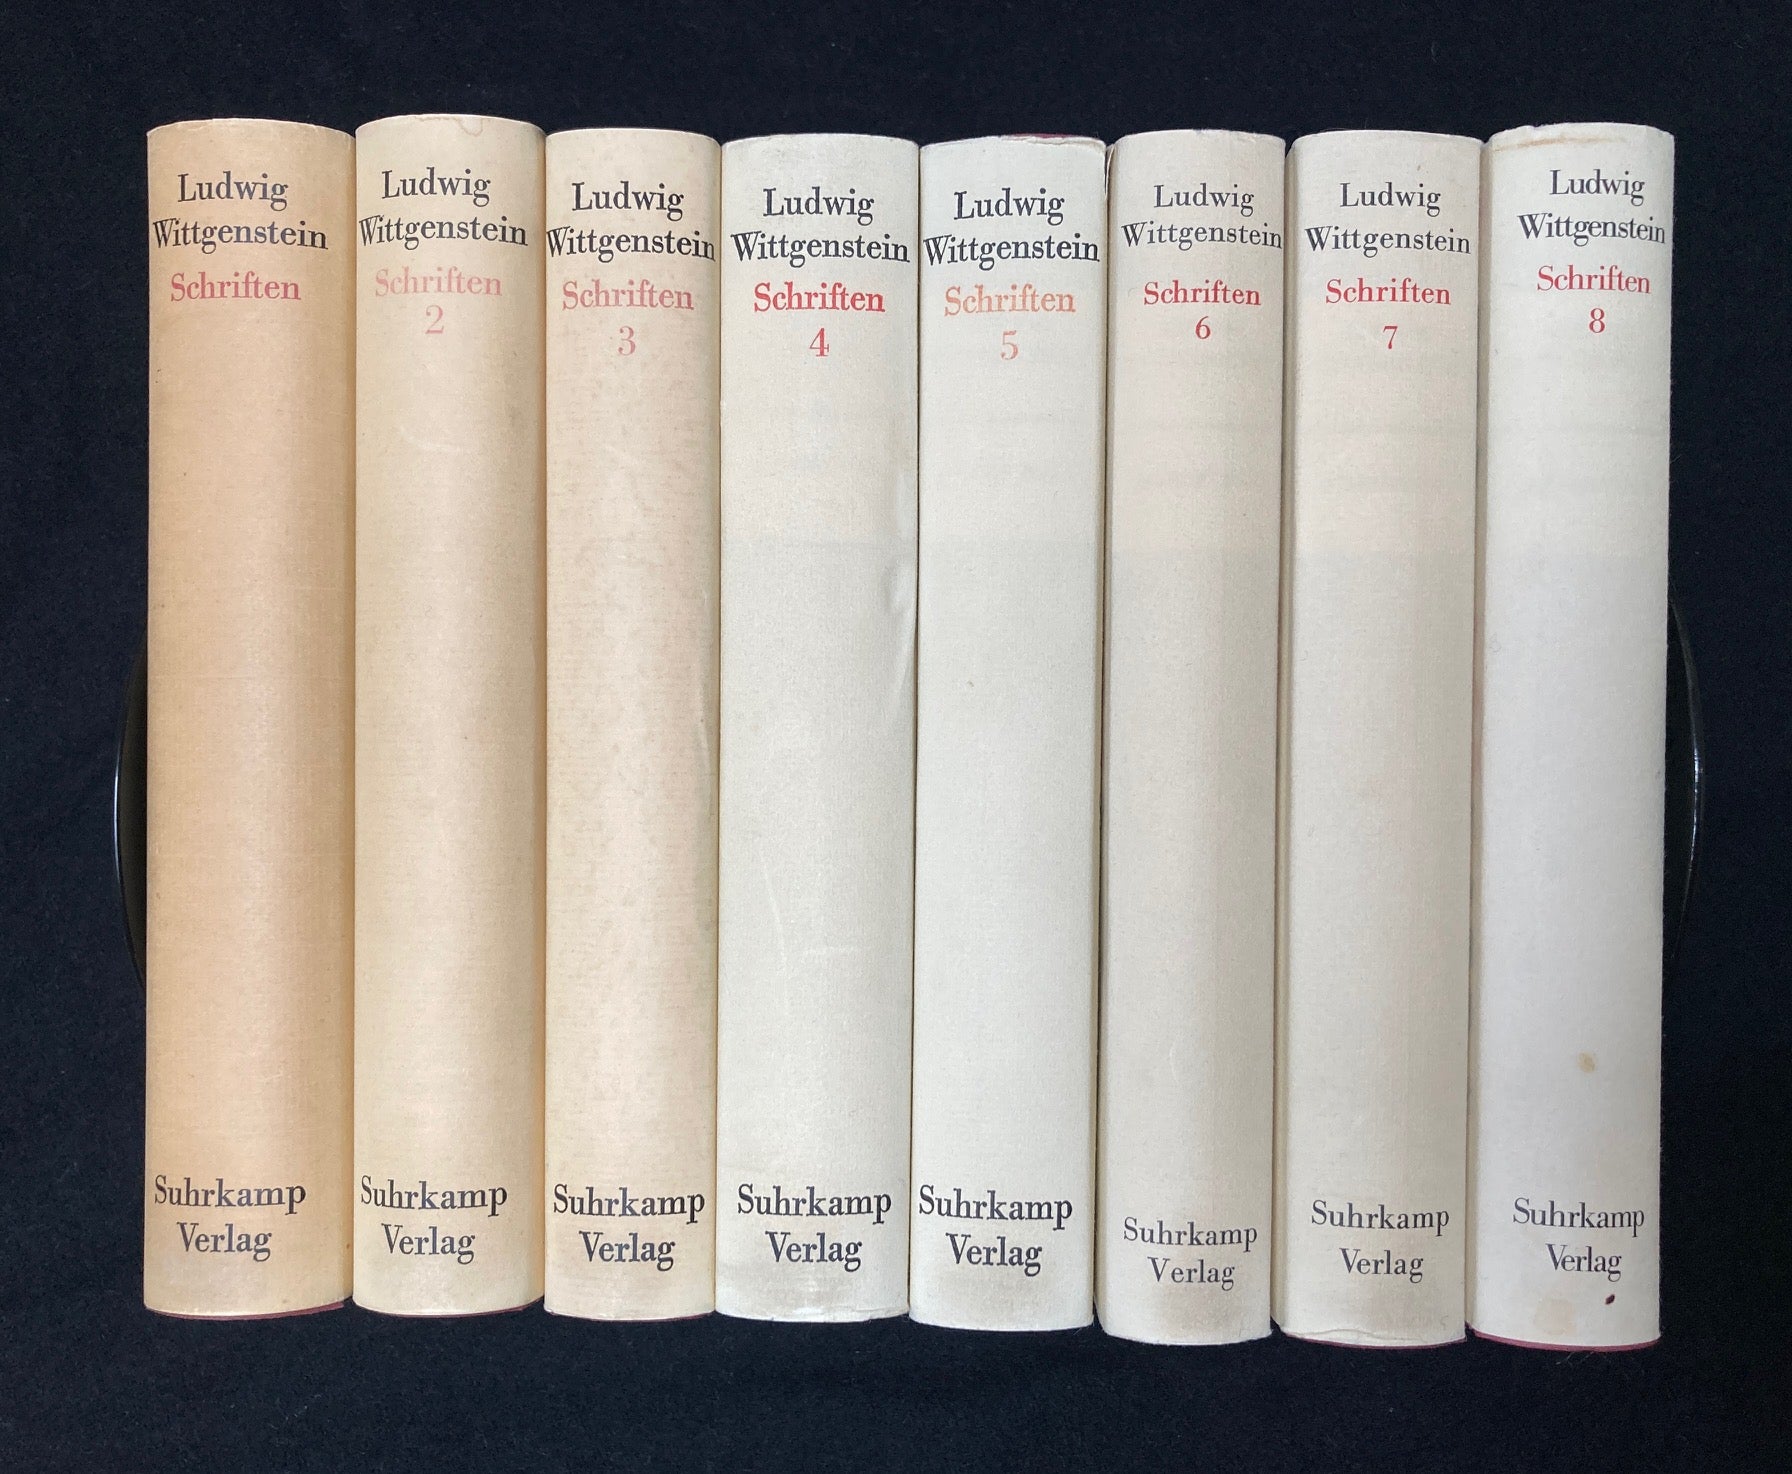 Ludwig
Wittgenstein
Schriften
Suhrkamp
Verlag
Ludwig
Wittgenstein
Schriften
2
Suhrkamp
Verlag
Ludwig
Wittgenstein
Schriften
3
Suhrkamp
Verlag
Ludwig
Wittgenstein
Schriften
4
Suhrkamp
Verlag
Ludwig
Wittgenstein
Schriften
5
Suhrkamp
Verlag
Ludwig
Wittgenstein
Schriften
6
Suhrkamp
Verlag
Ludwig
Wittgenstein
Schriften
7
Suhrkamp
Verlag
Ludwig
Wittgenstein
Schriften
8
Suhrkamp
Verlag